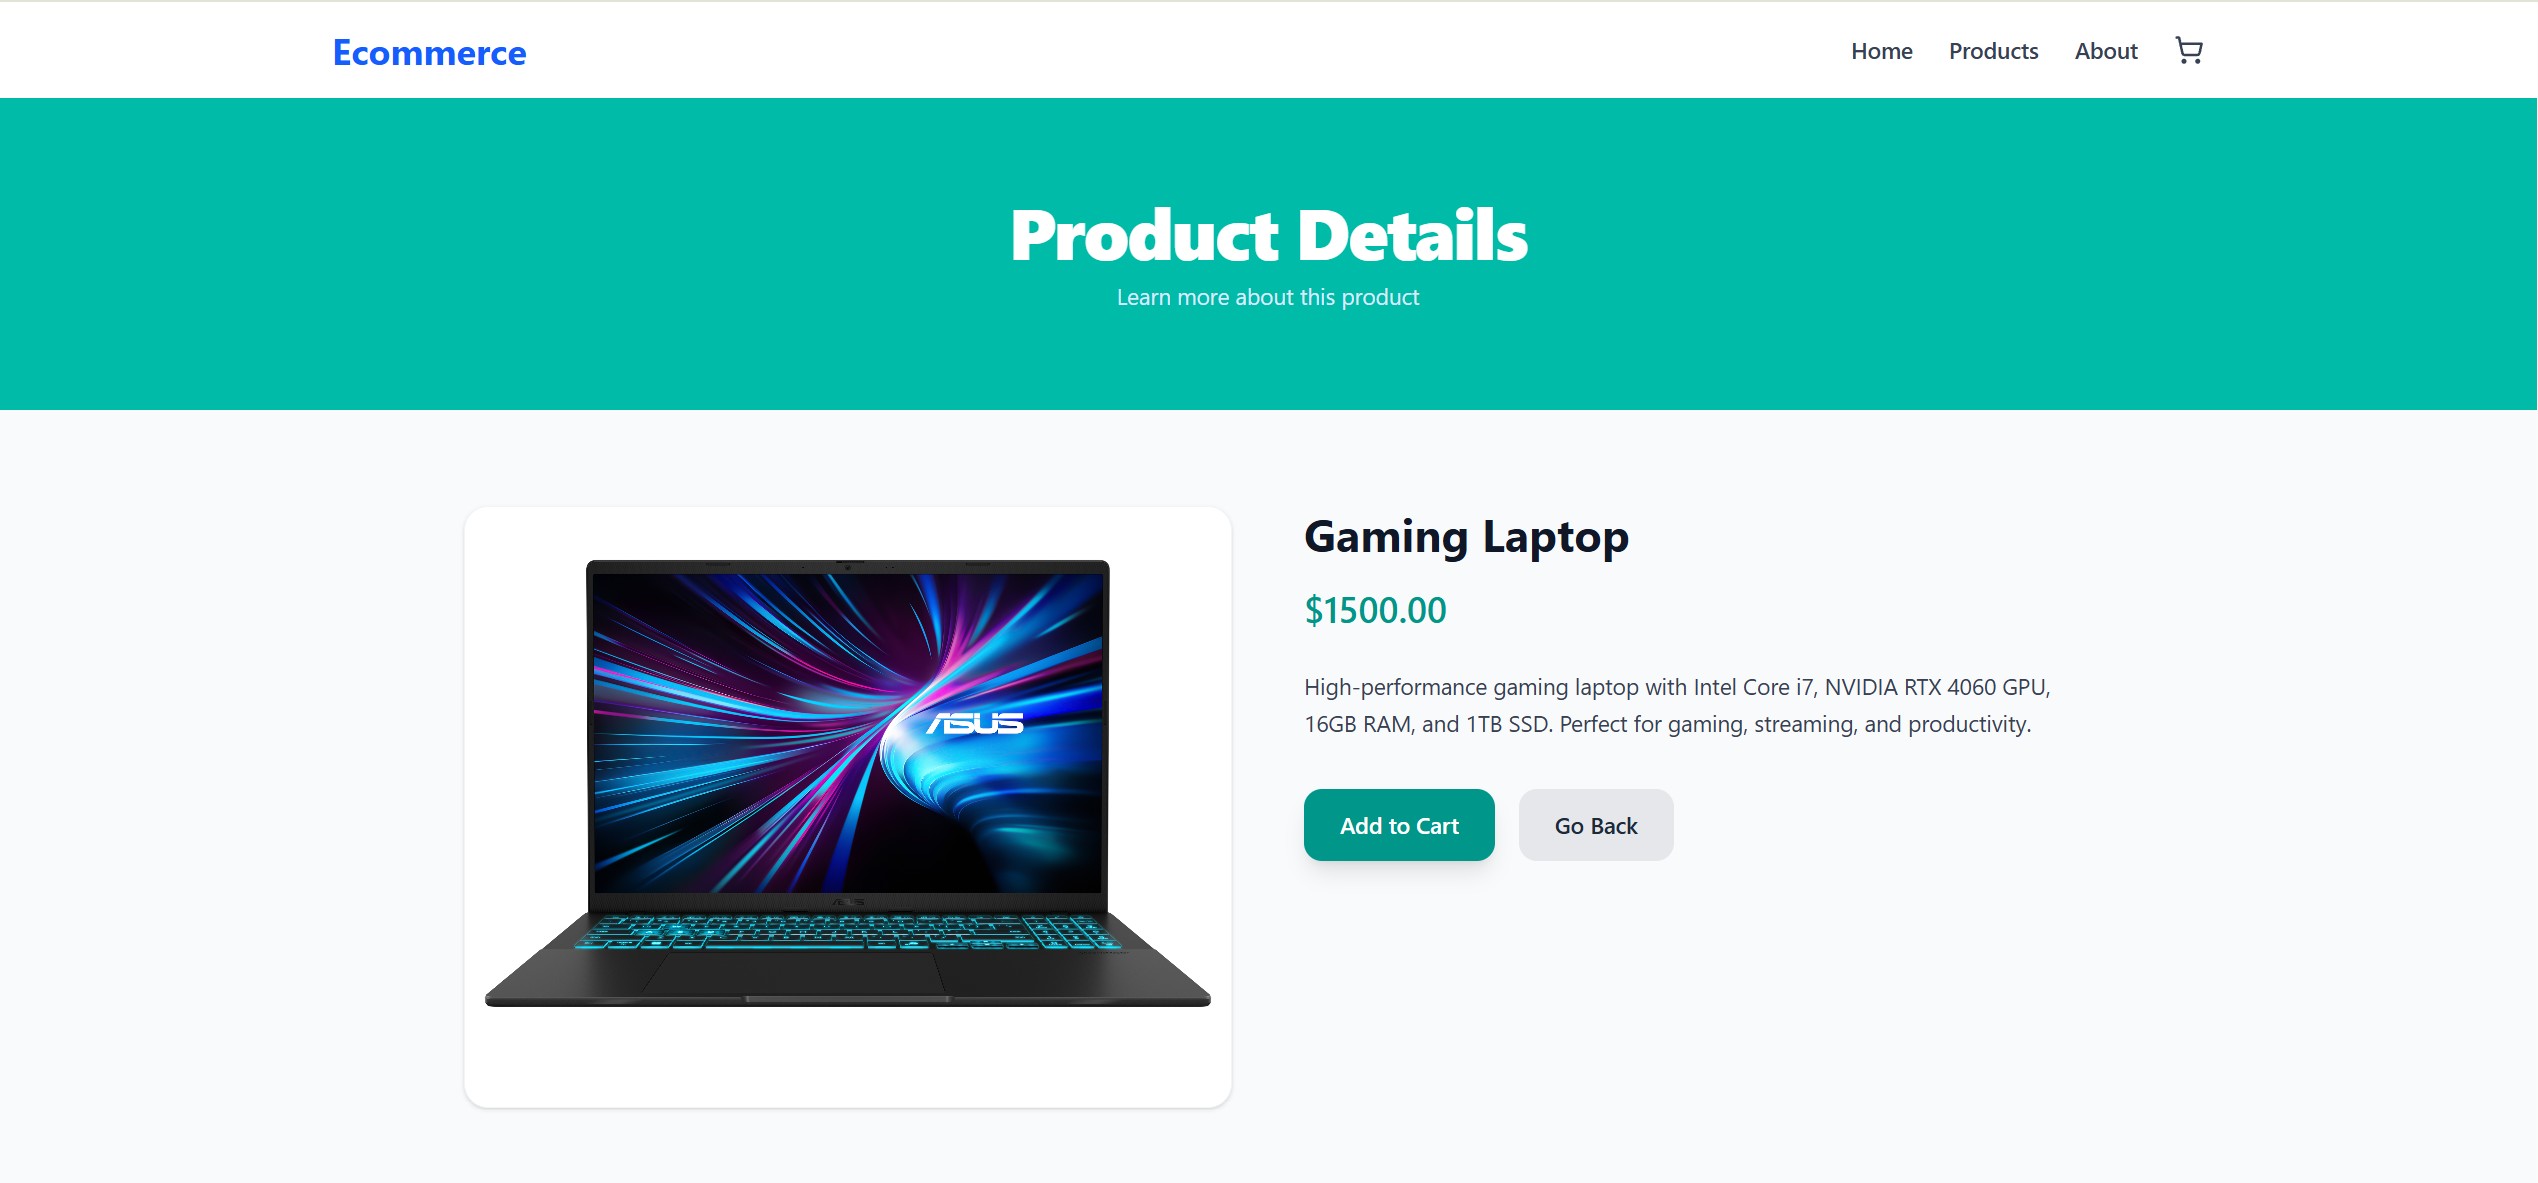 Ecommerce
Home Products About
Product Details
Learn more about this product
Gaming Laptop
$1500.00
High-performance gaming laptop with Intel Core i7, NVIDIA RTX 4060 GPU,
16GB RAM, and 1TB SSD. Perfect for gaming, streaming, and productivity.
ASUS
ASUS
Add to Cart Go Back